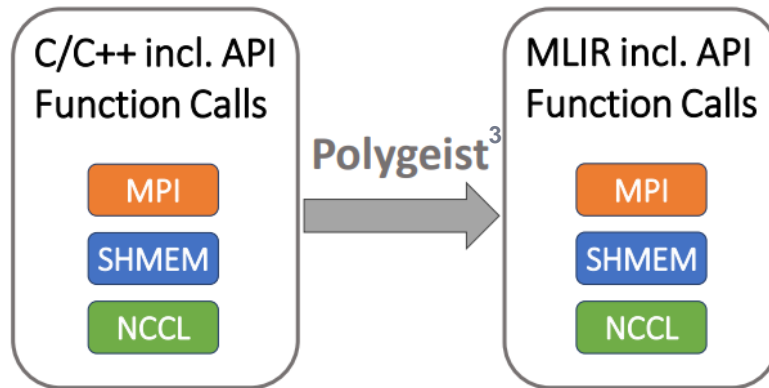 C/C++ incl. API
Function Calls
MPI
SHMEM
NCCL
Polygeist³
MLIR incl. API
Function Calls
MPI
SHMEM
NCCL